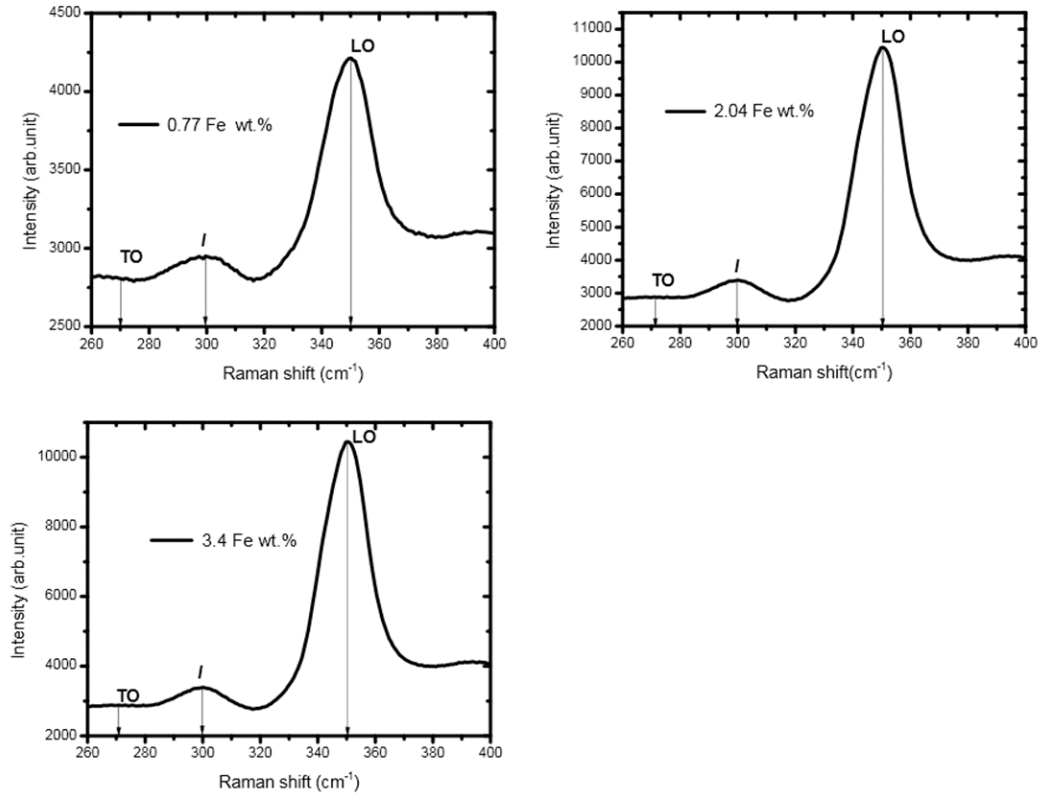 4500
4000
3500
3000
2500
Intensity (arb.unit)
LO
0.77 Fe wt.%
TO
I
260 280 300 320 340 360 380 400
Raman shift (cm-1)
11000
10000
9000
8000
7000
6000
5000
4000
3000
2000
Intensity (arb.unit)
LO
2.04 Fe wt.%
TO
I
260 280 300 320 340 360 380 400
Raman shift(cm-1)
10000
8000
6000
4000
2000
Intensity (arb.unit)
LO
3.4 Fe wt.%
TO
I
260 280 300 320 340 360 380 400
Raman shift (cm-1)